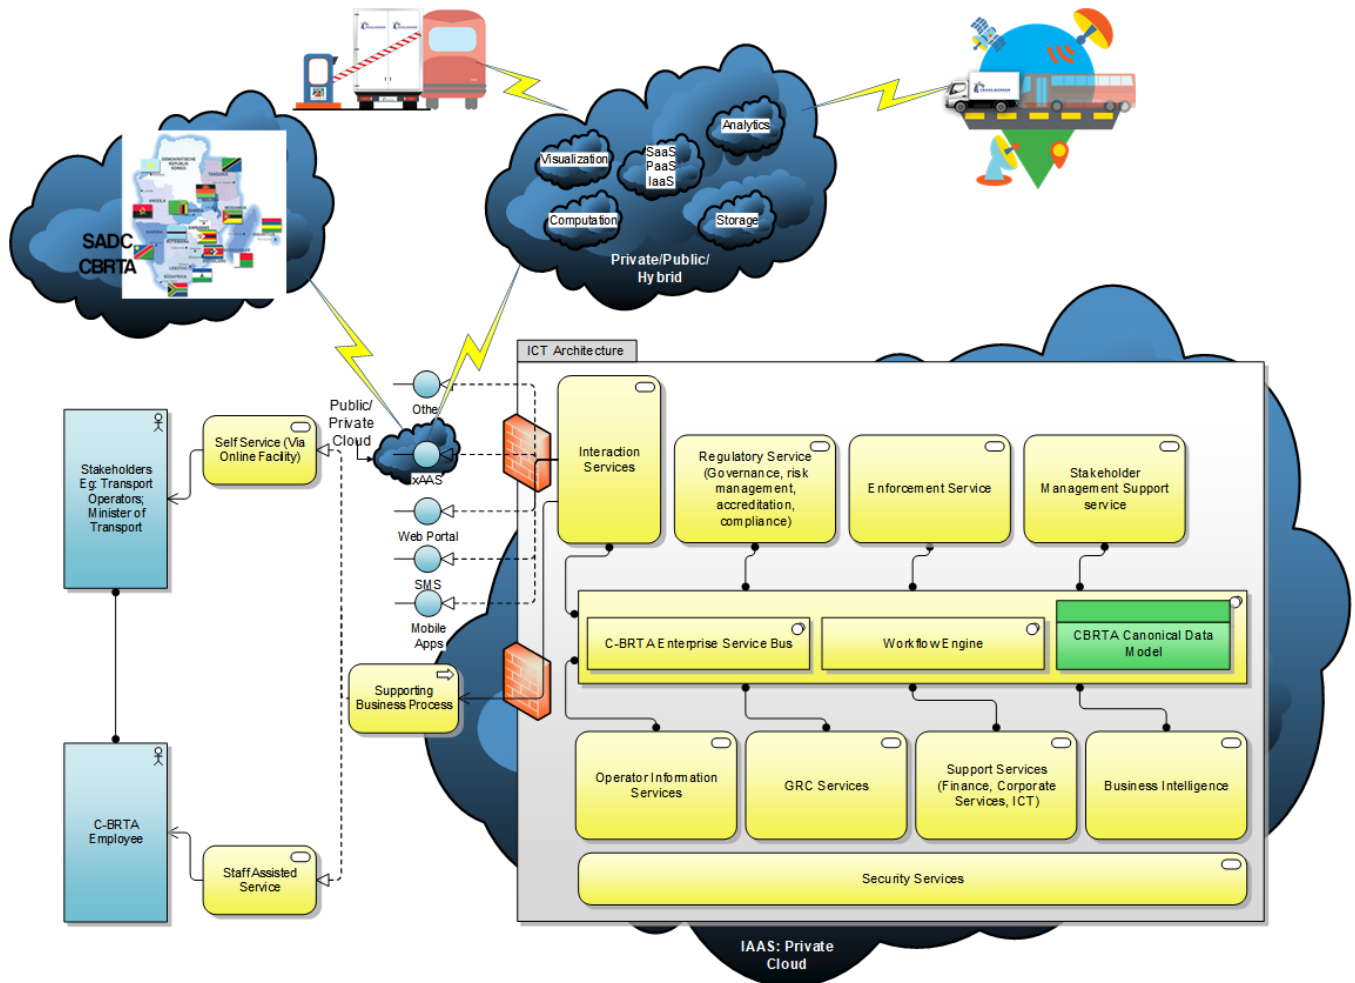 Analytics
Visualization
SaaS
PaaS
IaaS
Computation
Storage
Private/Public/
Hybrid
SADC
CBRTA
ICT Architecture
Public/
Private
Cloud
Othe
xAAS
Web Portal
SMS
Mobile
Apps
Stakeholders
Eg: Transport
Operators;
Minister of
Transport
Self Service (Via
Online Facility)
Interaction
Services
Regulatory Service
(Governance, risk
management,
accreditation,
compliance)
Enforcement Service
Stakeholder
Management Support
service
C-BRTA Enterprise Service Bus
Workflow Engine
CBRTA Canonical Data
Model
Supporting
Business Process
C-BRTA
Employee
Staff Assisted
Service
Operator Information
Services
GRC Services
Support Services
(Finance, Corporate
Services, ICT)
Business Intelligence
Security Services
IAAS: Private
Cloud